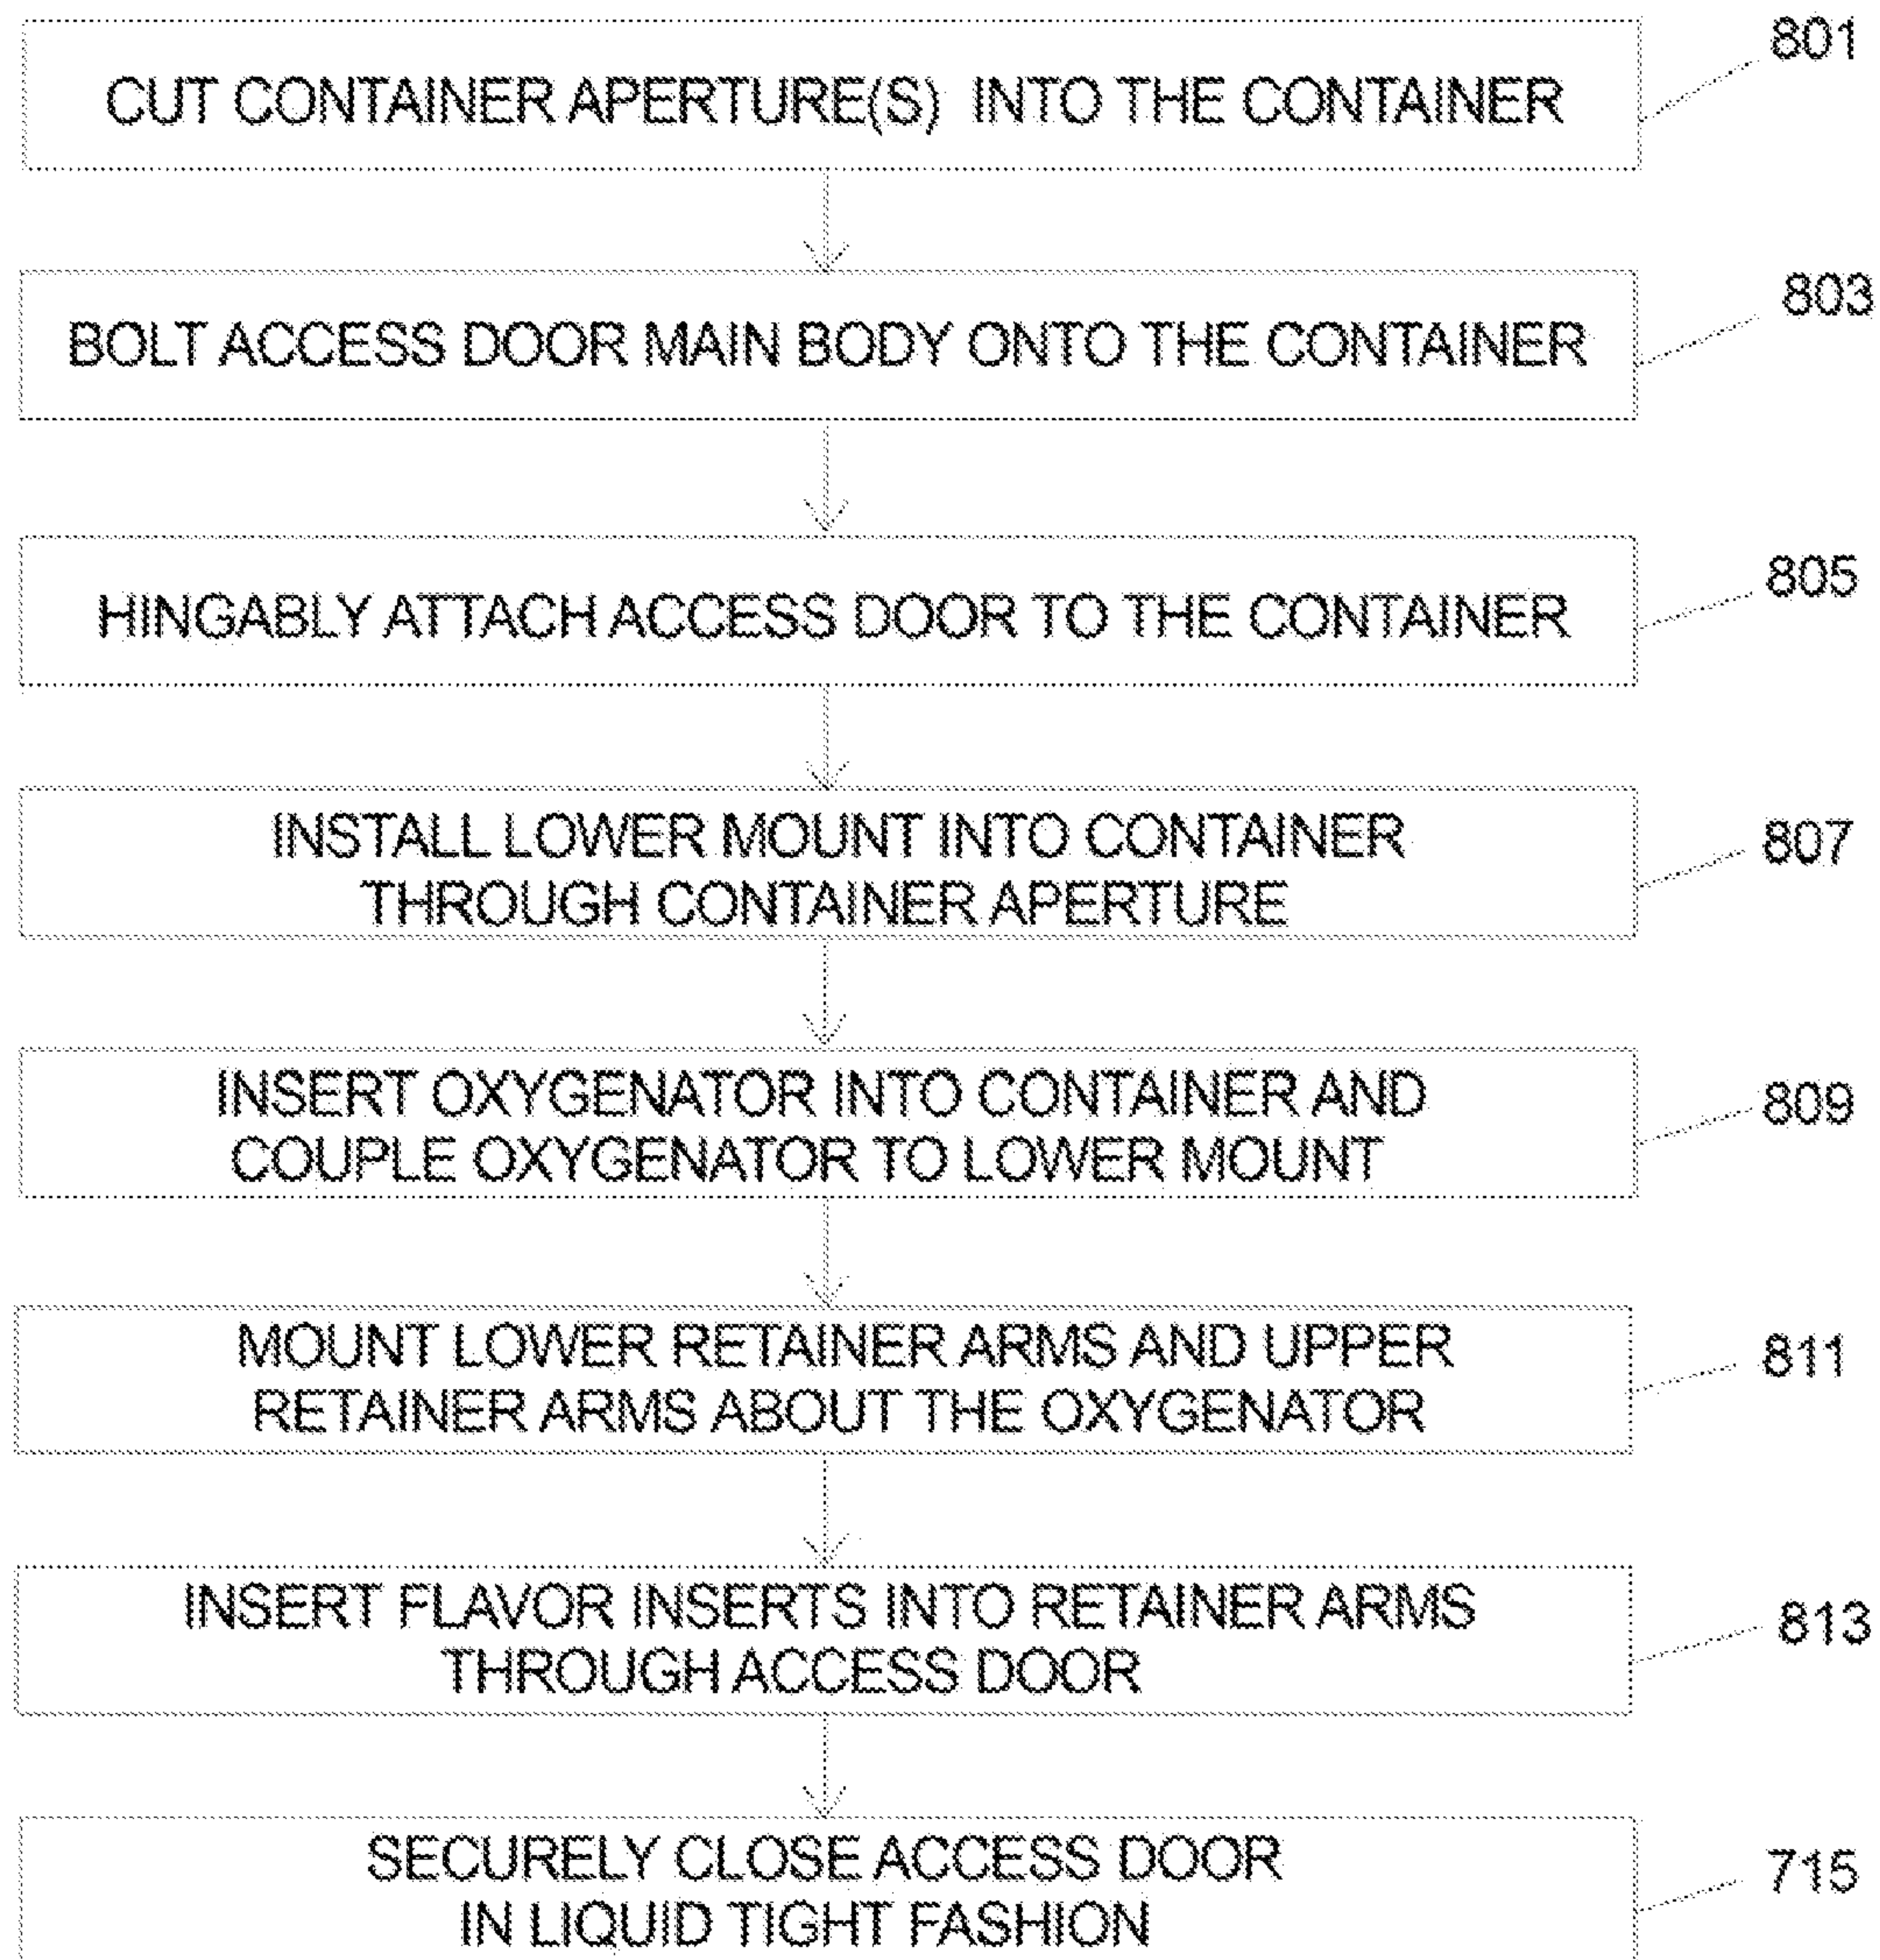 CUT CONTAINER APERTURE(S) INTO THE CONTAINER
801
BOLT ACCESS DOOR MAIN BODY ONTO THE CONTAINER
803
HINGABLY ATTACH ACCESS DOOR TO THE CONTAINER
805
INSTALL LOWER MOUNT INTO CONTAINER
THROUGH CONTAINER APERTURE
807
INSERT OXYGENATOR INTO CONTAINER AND
COUPLE OXYGENATOR TO LOWER MOUNT
809
MOUNT LOWER RETAINER ARMS AND UPPER
RETAINER ARMS ABOUT THE OXYGENATOR
811
INSERT FLAVOR INSERTS INTO RETAINER ARMS
THROUGH ACCESS DOOR
813
SECURELY CLOSE ACCESS DOOR
IN LIQUID TIGHT FASHION
715